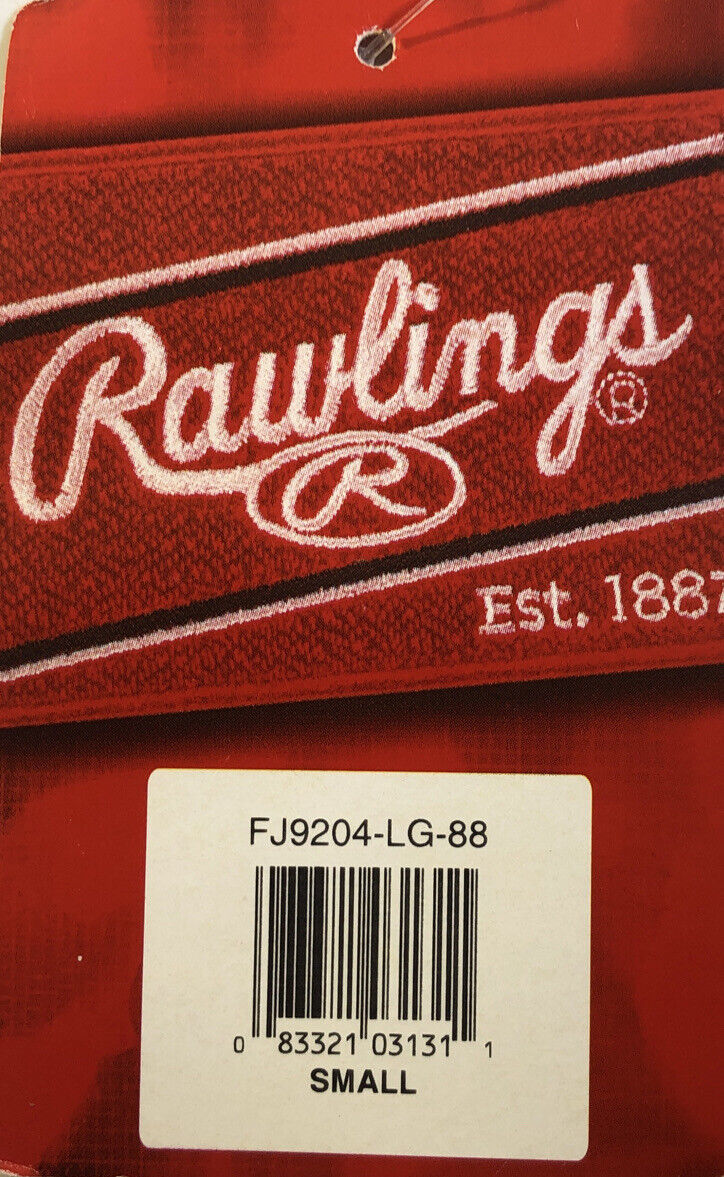 Rawlings®
R
Est. 1887
FJ9204-LG-88
0 83321 03131 1
SMALL